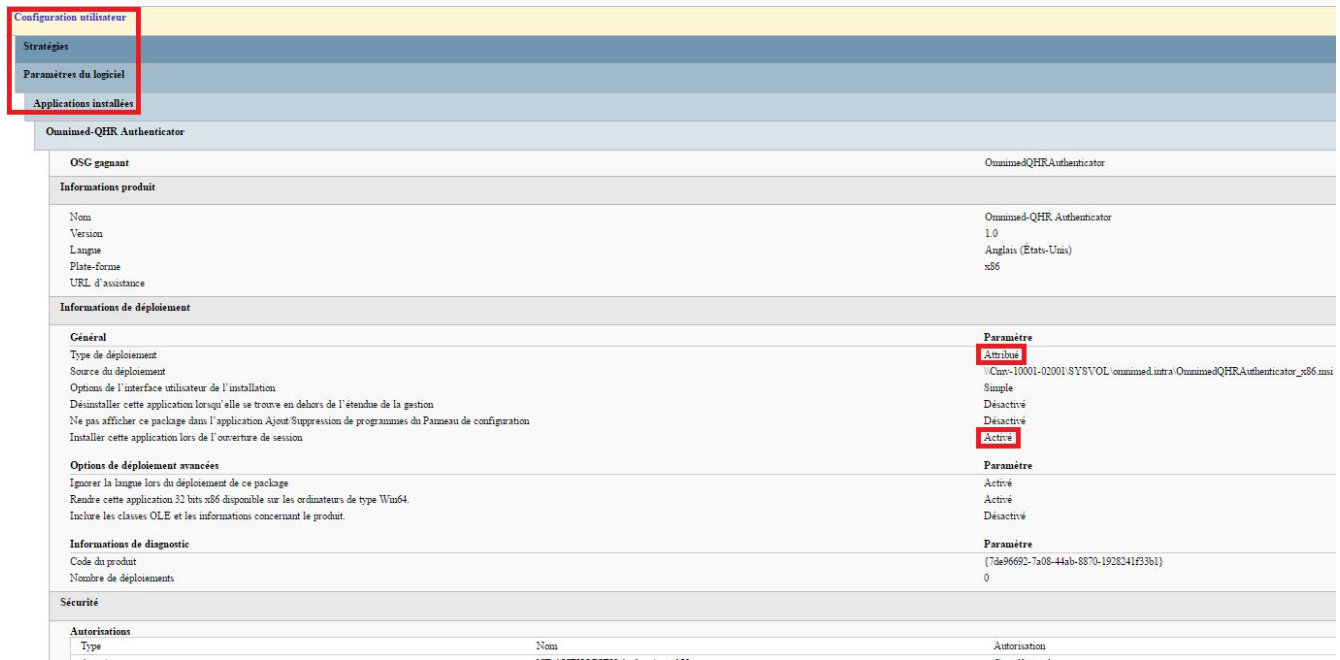 Configuration utilisateur
Stratégies
Paramètres du logiciel
Applications installées
Omnimed-QHR Authenticator
OSG gagnant OmnimedQHRAuthenticator
Informations produit
Nom Omnimed-QHR Authenticator
Version 1.0
Langue Anglais (États-Unis)
Plate-forme x86
URL d'assistance
Informations de déploiement
Général Paramètre
Type de déploiement Attribué
Source du déploiement \\Cmv-10001-02001\SYSVOL\omnimed.intra\OmnimedQHRAuthenticator_x86.msi
Options de l'interface utilisateur de l'installation Simple
Désinstaller cette application lorsqu'elle se trouve en dehors de l'étendue de la gestion Désactivé
Ne pas afficher ce package dans l'application Ajout/Suppression de programmes du Panneau de configuration Désactivé
Installer cette application lors de l'ouverture de session Activé
Options de déploiement avancées Paramètre
Ignorer la langue lors du déploiement de ce package Activé
Rendre cette application 32 bits x86 disponible sur les ordinateurs de type Win64. Activé
Inclure les classes OLE et les informations concernant le produit. Désactivé
Informations de diagnostic Paramètre
Code du produit {7de96692-7a08-44ab-8870-1928241f33b1}
Nombre de déploiements 0
Sécurité
Autorisations
Type Nom Autorisation